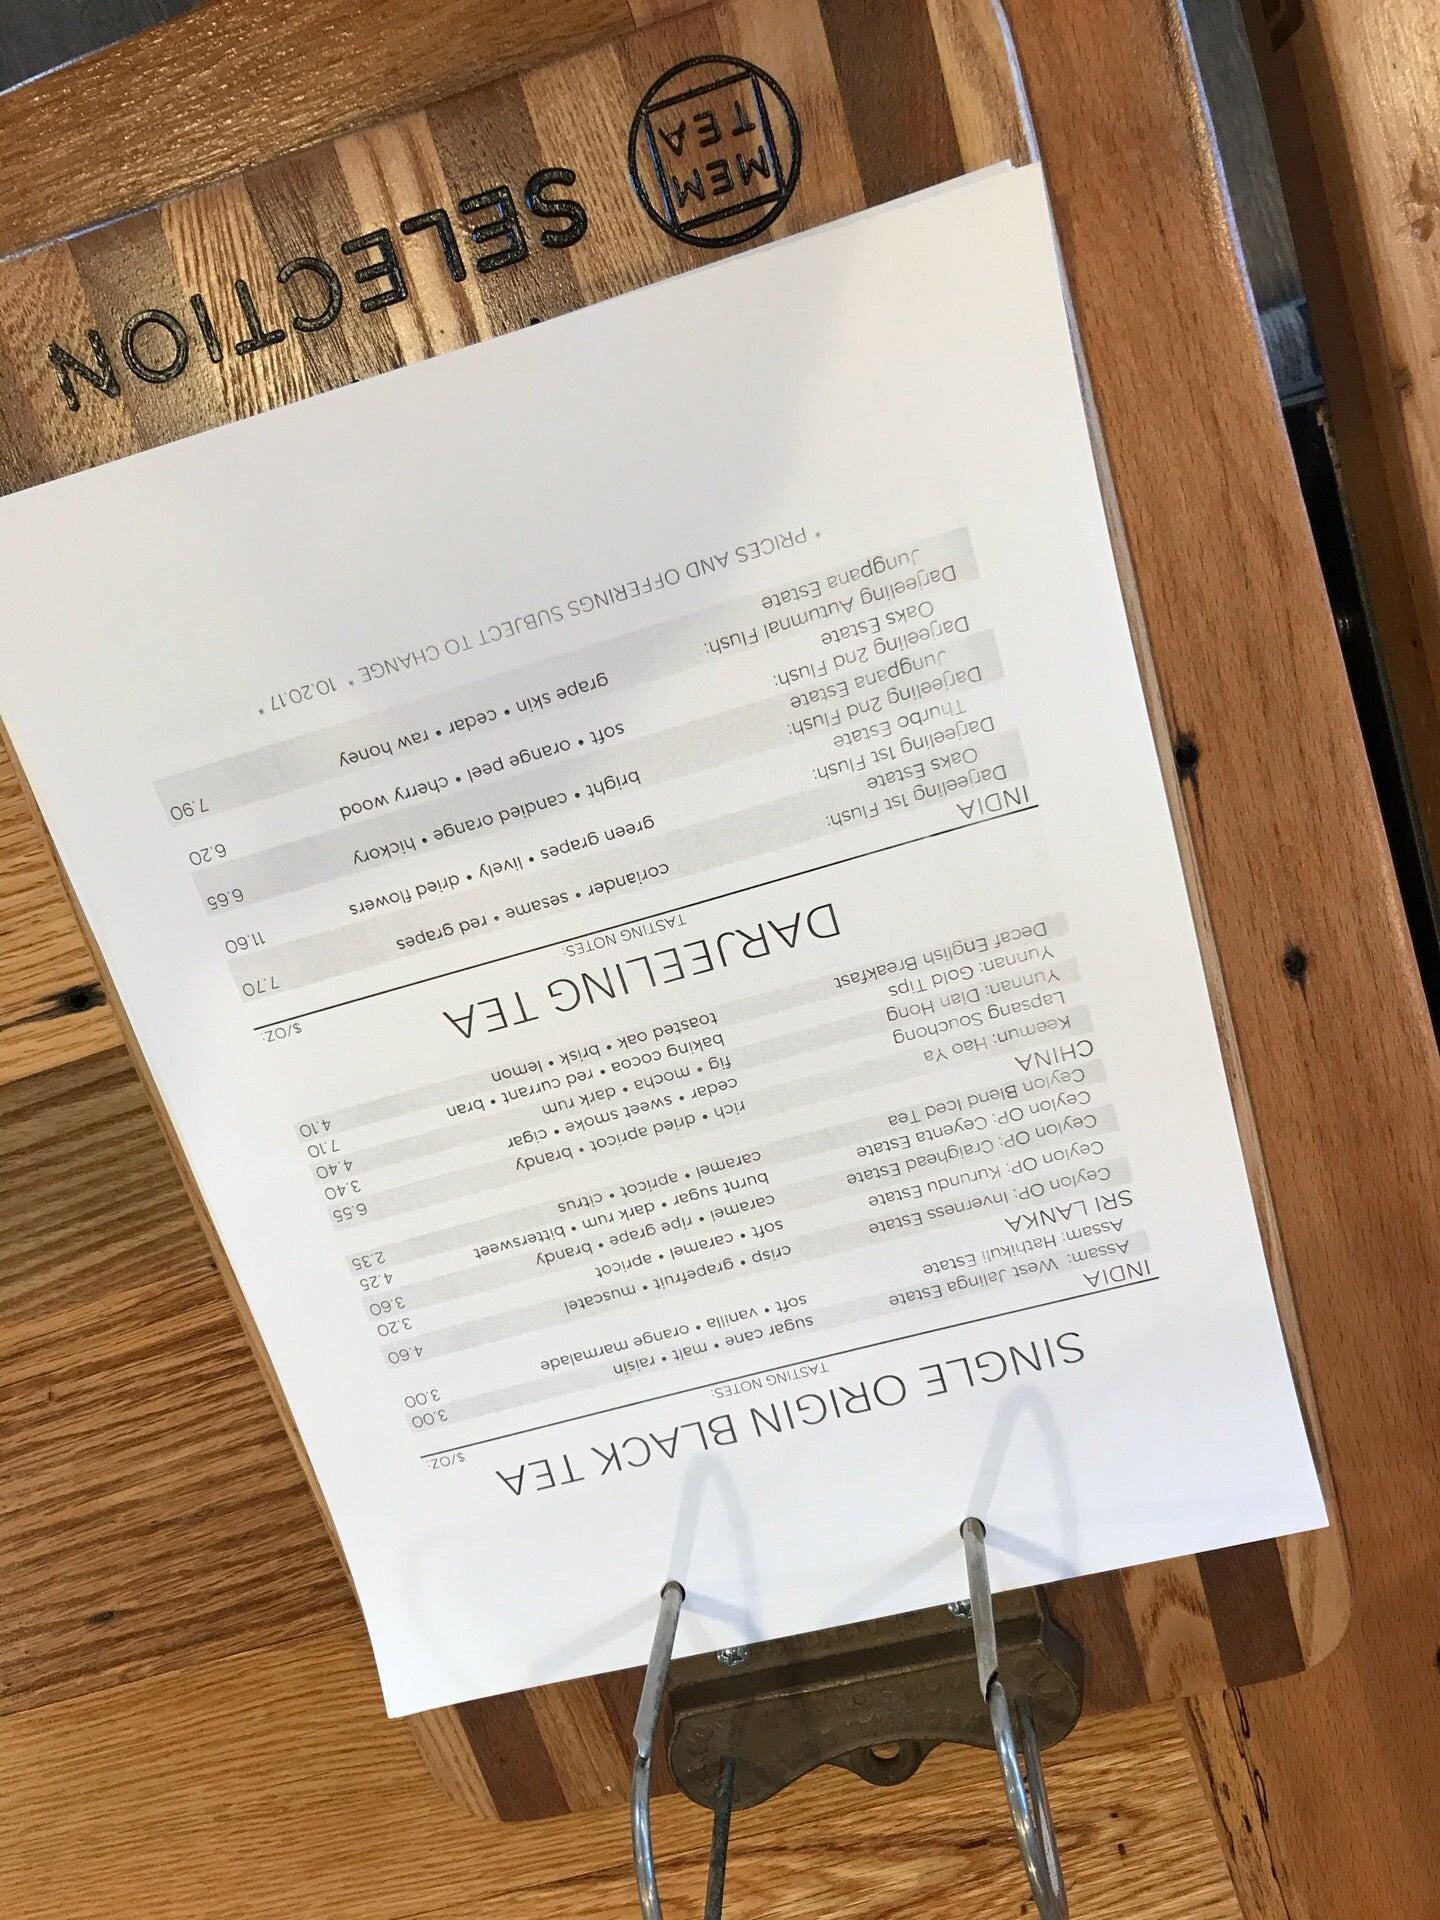 SINGLE ORIGIN BLACK TEA
TASTING NOTES: $/OZ:
INDIA
Assam: West Jalinga Estate sugar cane • malt • raisin 3.00
Assam: Hathikuli Estate soft • vanilla • orange marmalade 3.00
SRI LANKA
Ceylon OP: Inverness Estate crisp • grapefruit • muscatel 4.60
Ceylon OP: Kurundu Estate soft • caramel • apricot 3.20
Ceylon OP: Craighead Estate caramel • ripe grape • brandy 3.60
Ceylon OP: Ceyenta Estate burnt sugar • dark rum • bittersweet 4.25
Ceylon Blend Iced Tea caramel • apricot • citrus 2.35
CHINA
Keemun: Hao Ya rich • dried apricot • brandy 6.55
Lapsang Souchong cedar • sweet smoke • cigar 3.40
Yunnan: Dian Hong fig • mocha • dark rum 4.40
Yunnan: Gold Tips baking cocoa • red currant • bran 7.10
Decaf English Breakfast toasted oak • brisk • lemon 4.10
DARJEELING TEA
TASTING NOTES: $/OZ:
INDIA
Darjeeling 1st Flush:
Oaks Estate coriander • sesame • red grapes 7.70
Darjeeling 1st Flush:
Thurbo Estate green grapes • lively • dried flowers 11.60
Darjeeling 2nd Flush:
Jungpana Estate bright • candied orange • hickory 6.65
Darjeeling 2nd Flush:
Oaks Estate soft • orange peel • cherry wood 6.20
Darjeeling Autumnal Flush:
Jungpana Estate grape skin • cedar • raw honey 7.90
* PRICES AND OFFERINGS SUBJECT TO CHANGE * 10.20.17 *
MEM
TEA
SELECTION